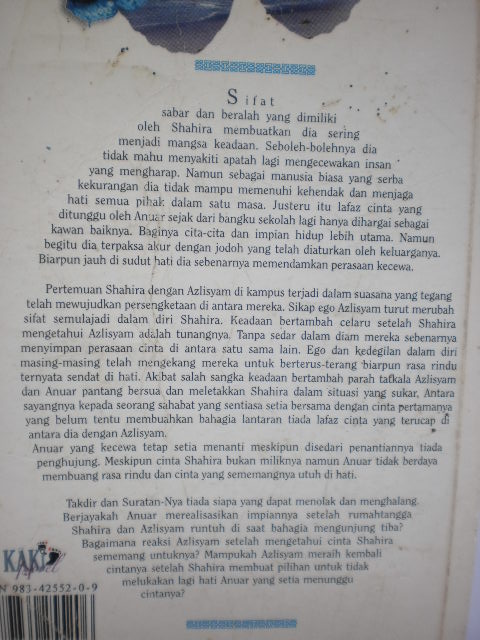 Sifat
sabar dan beralah yang dimiliki
oleh Shahira membuatkan dia sering
menjadi mangsa keadaan. Seboleh-bolehnya dia
tidak mahu menyakiti apatah lagi mengecewakan insan
yang mengharap. Namun sebagai manusia biasa yang serba
kekurangan dia tidak mampu memenuhi kehendak dan menjaga
hati semua pihak dalam satu masa. Justeru itu lafaz cinta yang
ditunggu oleh Anuar sejak dari bangku sekolah lagi hanya dihargai sebagai
kawan baiknya. Baginya cita-cita dan impian hidup lebih utama. Namun
begitu dia terpaksa akur dengan jodoh yang telah diaturkan oleh keluarganya.
Biarpun jauh di sudut hati dia sebenarnya memendamkan perasaan kecewa.
Pertemuan Shahira dengan Azlisyam di kampus terjadi dalam suasana yang tegang
telah mewujudkan persengketaan di antara mereka. Sikap ego Azlisyam turut merubah
sifat semulajadi dalam diri Shahira. Keadaan bertambah celaru setelah Shahira
mengetahui Azlisyam adalah tunangnya. Tanpa sedar dalam diam mereka sebenarnya
menyimpan perasaan cinta di antara satu sama lain. Ego dan kedegilan dalam diri
masing-masing telah mengekang mereka untuk berterus-terang biarpun rasa rindu
ternyata sendat di hati. Akibat salah sangka keadaan bertambah parah tatkala Azlisyam
dan Anuar pantang bersua dan meletakkan Shahira dalam situasi yang sukar. Antara
sayangnya kepada seorang sahabat yang sentiasa setia bersama dengan cinta pertamanya
yang belum tentu membuahkan bahagia lantaran tiada lafaz cinta yang terucap di
antara dia dengan Azlisyam.
Anuar yang kecewa tetap setia menanti meskipun disedari penantiannya tiada
penghujung. Meskipun cinta Shahira bukan miliknya namun Anuar tidak berdaya
membuang rasa rindu dan cinta yang sememangnya utuh di hati.
Takdir dan Suratan-Nya tiada siapa yang dapat menolak dan menghalang.
Berjayakah Anuar merealisasikan impiannya setelah rumahtangga
Shahira dan Azlisyam runtuh di saat bahagia mengunjung tiba?
Bagaimana reaksi Azlisyam setelah mengetahui cinta Shahira
sememang untuknya? Mampukah Azlisyam meraih kembali
cintanya setelah Shahira membuat pilihan untuk tidak
melukakan lagi hati Anuar yang setia menunggu
cintanya?
KAKI
N 983-42552-0-9